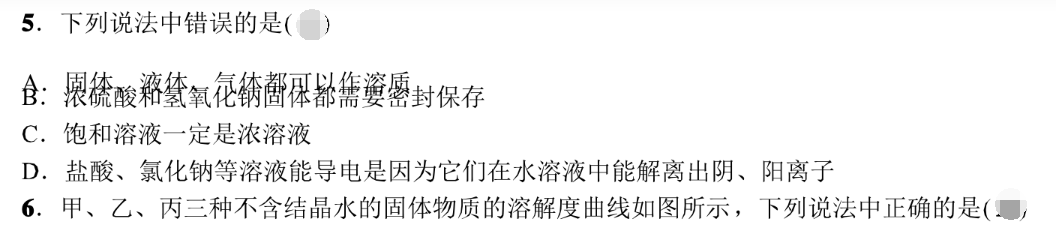 5．下列说法中错误的是( )
A．固体、液体、气体都可以作溶质
B．浓硫酸和氢氧化钠固体都需要密封保存
C．饱和溶液一定是浓溶液
D．盐酸、氯化钠等溶液能导电是因为它们在水溶液中能解离出阴、阳离子
6．甲、乙、丙三种不含结晶水的固体物质的溶解度曲线如图所示，下列说法中正确的是( )